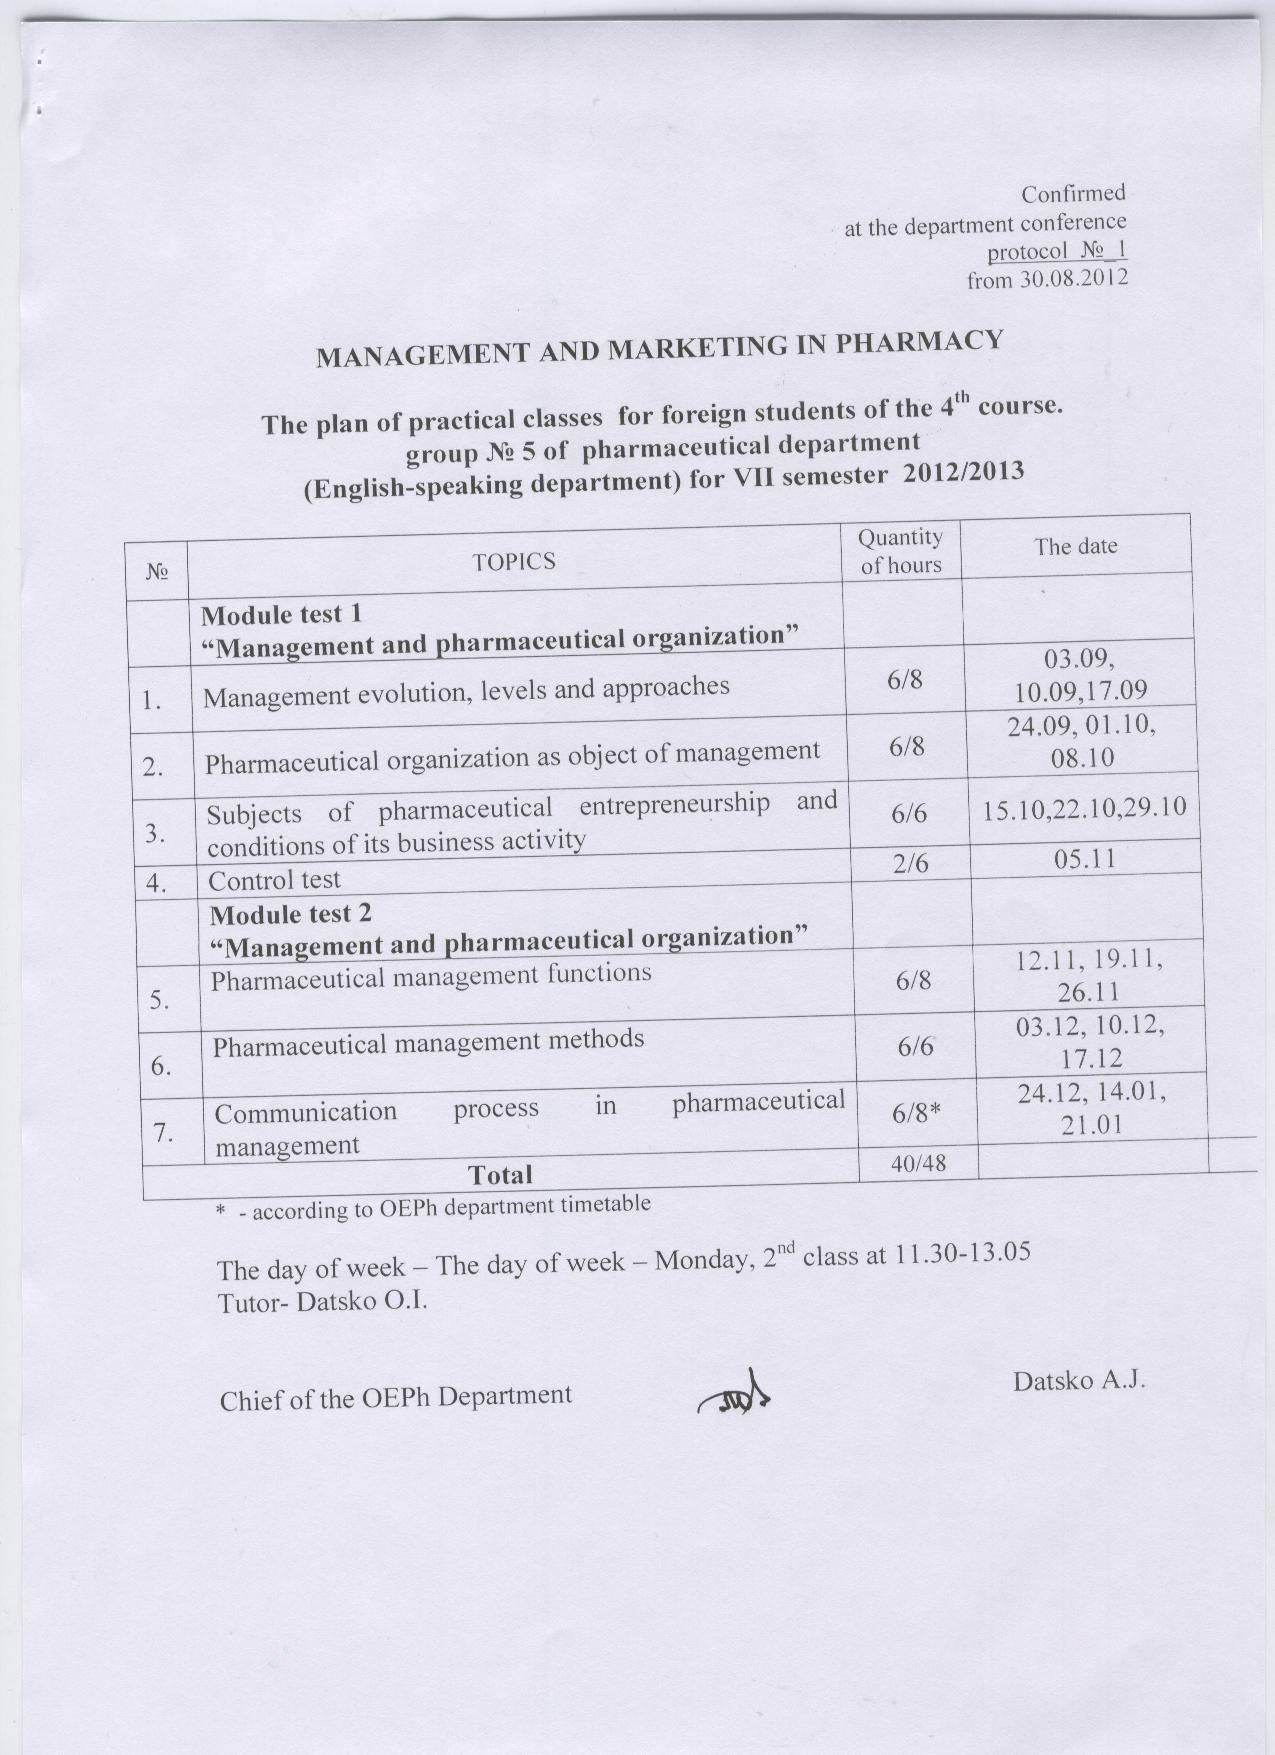 Confirmed
at the department conference
protocol № 1
from 30.08.2012
MANAGEMENT AND MARKETING IN PHARMACY
The plan of practical classes for foreign students of the 4th course.
group № 5 of pharmaceutical department
(English-speaking department) for VII semester 2012/2013
№ TOPICS Quantity of hours The date
Module test 1
“Management and pharmaceutical organization”
1. Management evolution, levels and approaches 6/8 03.09,
10.09,17.09
2. Pharmaceutical organization as object of management 6/8 24.09, 01.10,
08.10
3. Subjects of pharmaceutical entrepreneurship and 6/6 15.10,22.10,29.10
conditions of its business activity
4. Control test 2/6 05.11
Module test 2
“Management and pharmaceutical organization”
5. Pharmaceutical management functions 6/8 12.11, 19.11,
26.11
6. Pharmaceutical management methods 6/6 03.12, 10.12,
17.12
7. Communication process in pharmaceutical 6/8* 24.12, 14.01,
management 21.01
Total 40/48
* - according to OEPh department timetable
The day of week – The day of week – Monday, 2nd class at 11.30-13.05
Tutor- Datsko O.I.
Chief of the OEPh Department Datsko A.J.